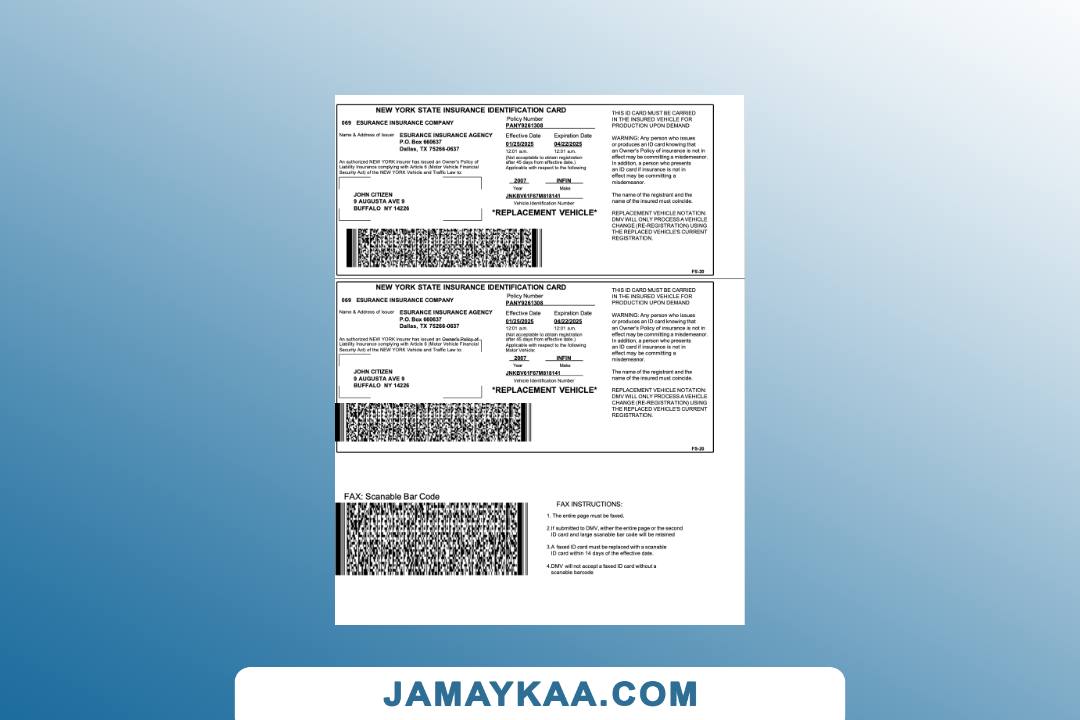 NEW YORK STATE INSURANCE IDENTIFICATION CARD
069 ESURANCE INSURANCE COMPANY
Name & Address of Issuer ESURANCE INSURANCE AGENCY
P.O. Box 660637
Dallas, TX 75266-0637
An authorized NEW YORK insurer has issued an Owner's Policy of
Liability Insurance complying with Article 6 (Motor Vehicle Financial
Security Act) of the NEW YORK Vehicle and Traffic Law to:
JOHN CITIZEN
9 AUGUSTA AVE 9
BUFFALO NY 14226
Policy Number
PANY9261308
Effective Date Expiration Date
01/25/2025 04/22/2025
12:01 a.m. 12:01 a.m.
(Not acceptable to obtain registration
after 45 days from effective date.)
Applicable with respect to the following
2007 INFIN
Year Make
JNKBV61F87M818141
Vehicle Identification Number
*REPLACEMENT VEHICLE*
THIS ID CARD MUST BE CARRIED
IN THE INSURED VEHICLE FOR
PRODUCTION UPON DEMAND
WARNING: Any person who issues
or produces an ID card knowing that
an Owner's Policy of insurance is not in
effect may be committing a misdemeanor.
In addition, a person who presents
an ID card if insurance is not in
effect may be committing a
misdemeanor.
The name of the registrant and the
name of the insured must coincide.
REPLACEMENT VEHICLE NOTATION:
DMV WILL ONLY PROCESS A VEHICLE
CHANGE (RE-REGISTRATION) USING
THE REPLACED VEHICLE'S CURRENT
REGISTRATION.
FS-20
NEW YORK STATE INSURANCE IDENTIFICATION CARD
069 ESURANCE INSURANCE COMPANY
Name & Address of Issuer ESURANCE INSURANCE AGENCY
P.O. Box 660637
Dallas, TX 75266-0637
An authorized NEW YORK insurer has issued an Owner's Policy of
Liability Insurance complying with Article 6 (Motor Vehicle Financial
Security Act) of the NEW YORK Vehicle and Traffic Law to:
JOHN CITIZEN
9 AUGUSTA AVE 9
BUFFALO NY 14226
Policy Number
PANY9261308
Effective Date Expiration Date
01/25/2025 04/22/2025
12:01 a.m. 12:01 a.m.
(Not acceptable to obtain registration
after 45 days from effective date.)
Applicable with respect to the following
Motor Vehicle:
2007 INFIN
Year Make
JNKBV61F87M818141
Vehicle Identification Number
*REPLACEMENT VEHICLE*
THIS ID CARD MUST BE CARRIED
IN THE INSURED VEHICLE FOR
PRODUCTION UPON DEMAND
WARNING: Any person who issues
or produces an ID card knowing that
an Owner's Policy of insurance is not in
effect may be committing a misdemeanor.
In addition, a person who presents
an ID card if insurance is not in
effect may be committing a
misdemeanor.
The name of the registrant and the
name of the insured must coincide.
REPLACEMENT VEHICLE NOTATION:
DMV WILL ONLY PROCESS A VEHICLE
CHANGE (RE-REGISTRATION) USING
THE REPLACED VEHICLE'S CURRENT
REGISTRATION.
FS-20
FAX: Scanable Bar Code
FAX INSTRUCTIONS:
1. The entire page must be faxed.
2.If submitted to DMV, either the entire page or the second
ID card and large scanable bar code will be retained
3.A faxed ID card must be replaced with a scanable
ID card within 14 days of the effective date.
4.DMV will not accept a faxed ID card without a
scanable barcode
JAMAYKAA.COM